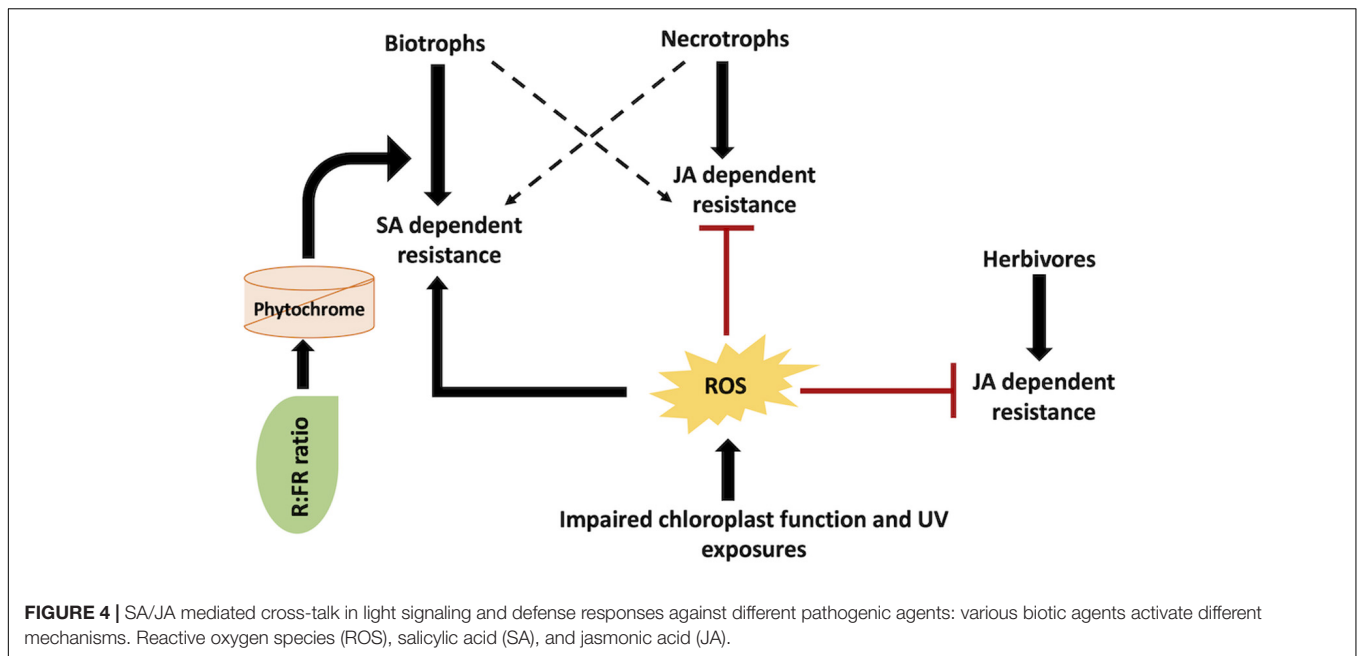 Biotrophs
Necrotrophs
JA dependent
resistance
SA dependent
resistance
Herbivores
Phytochrome
ROS
JA dependent
resistance
R:FR ratio
Impaired chloroplast function and UV
exposures
FIGURE 4 | SA/JA mediated cross-talk in light signaling and defense responses against different pathogenic agents: various biotic agents activate different
mechanisms. Reactive oxygen species (ROS), salicylic acid (SA), and jasmonic acid (JA).